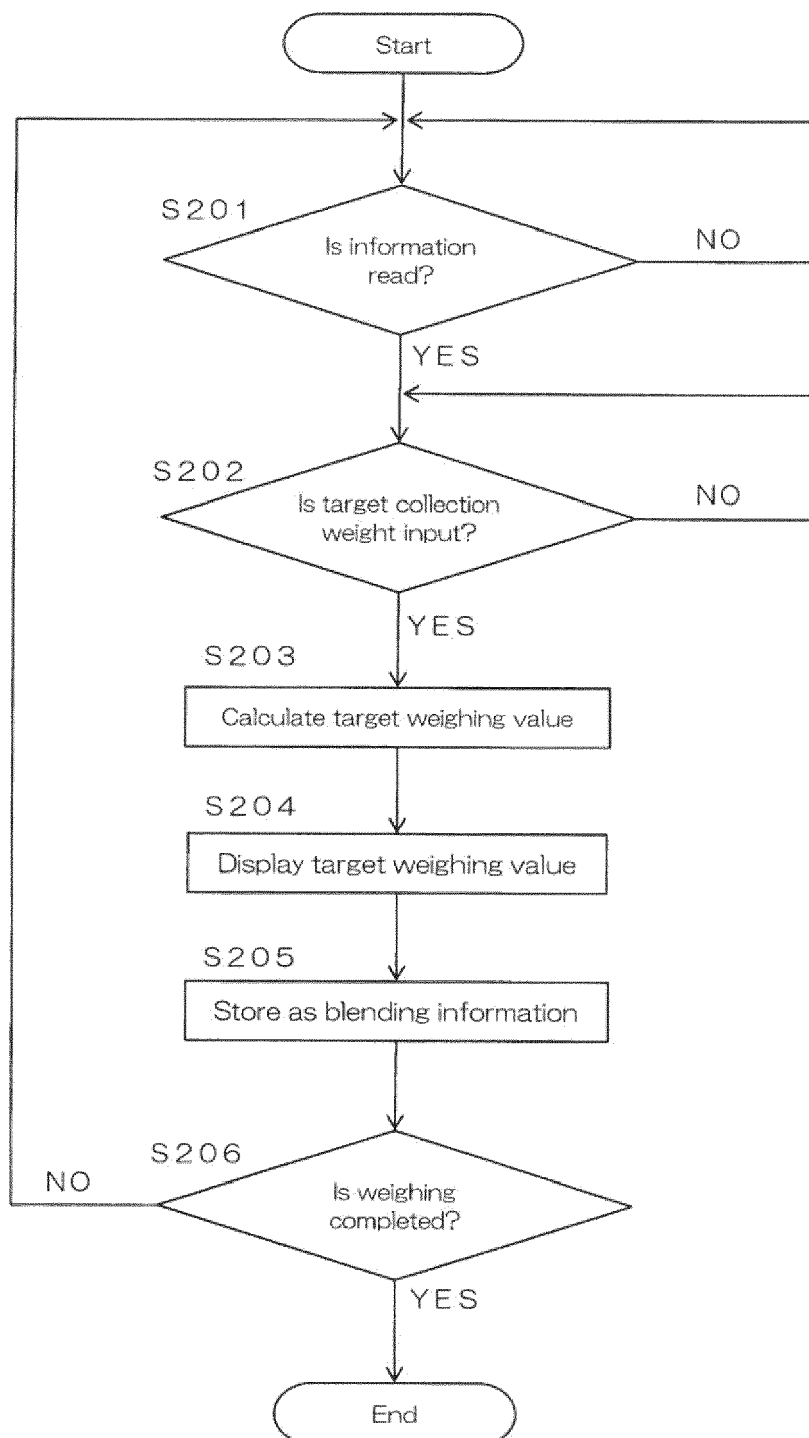 Start
S201
Is information
read?
NO
YES
S202
Is target collection
weight input?
NO
YES
S203
Calculate target weighing value
S204
Display target weighing value
S205
Store as blending information
S206
NO
Is weighing
completed?
YES
End